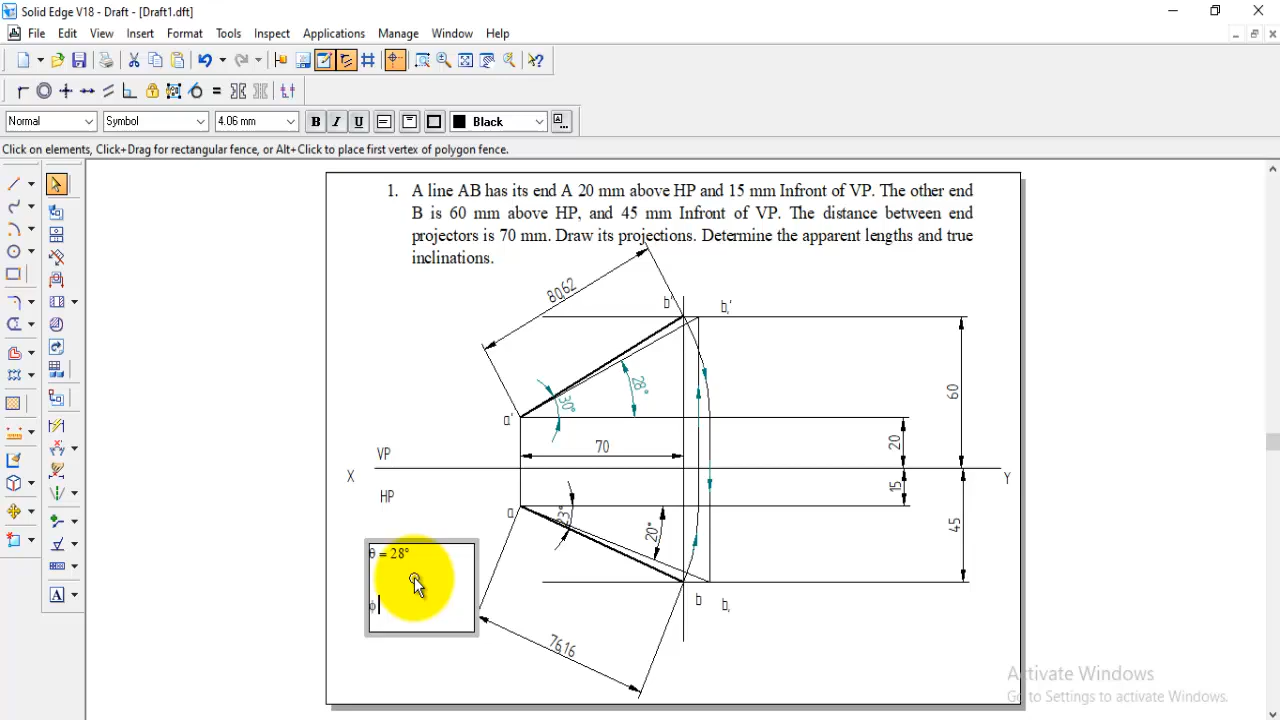 Solid Edge V18 - Draft - [Draft1.dft]
File Edit View Insert Format Tools Inspect Applications Manage Window Help
Normal Symbol 4.06 mm B I U Black
Click on elements, Click+Drag for rectangular fence, or Alt+Click to place first vertex of polygon fence.
1. A line AB has its end A 20 mm above HP and 15 mm Infront of VP. The other end
B is 60 mm above HP, and 45 mm Infront of VP. The distance between end
projectors is 70 mm. Draw its projections. Determine the apparent lengths and true
inclinations.
80,62
b' b,'
28°
30°
60
a'
20
VP
70
X Y
HP
15
a
23°
20°
45
θ = 28°
ϕ
b b,
76,16
A
Activate Windows
Go to Settings to activate Windows.